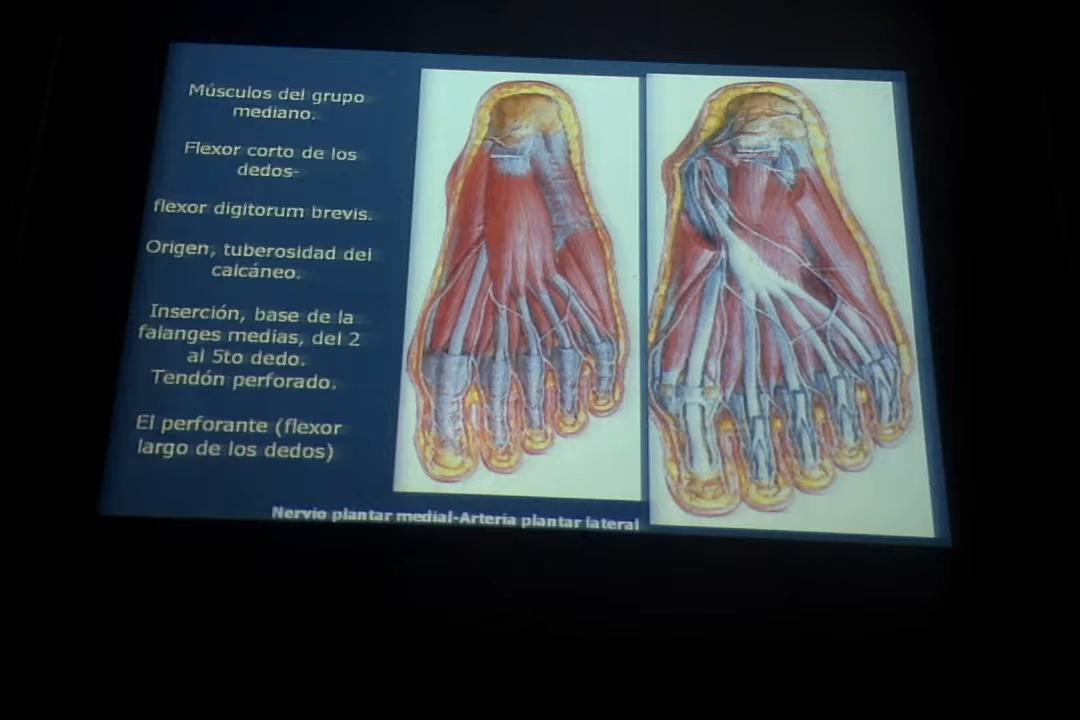 Músculos del grupo
mediano.
Flexor corto de los
dedos-
flexor digitorum brevis.
Origen, tuberosidad del
calcáneo.
Inserción, base de la
falanges medias, del 2
al 5to dedo.
Tendón perforado.
El perforante (flexor
largo de los dedos)
Nervio plantar medial-Arteria plantar lateral